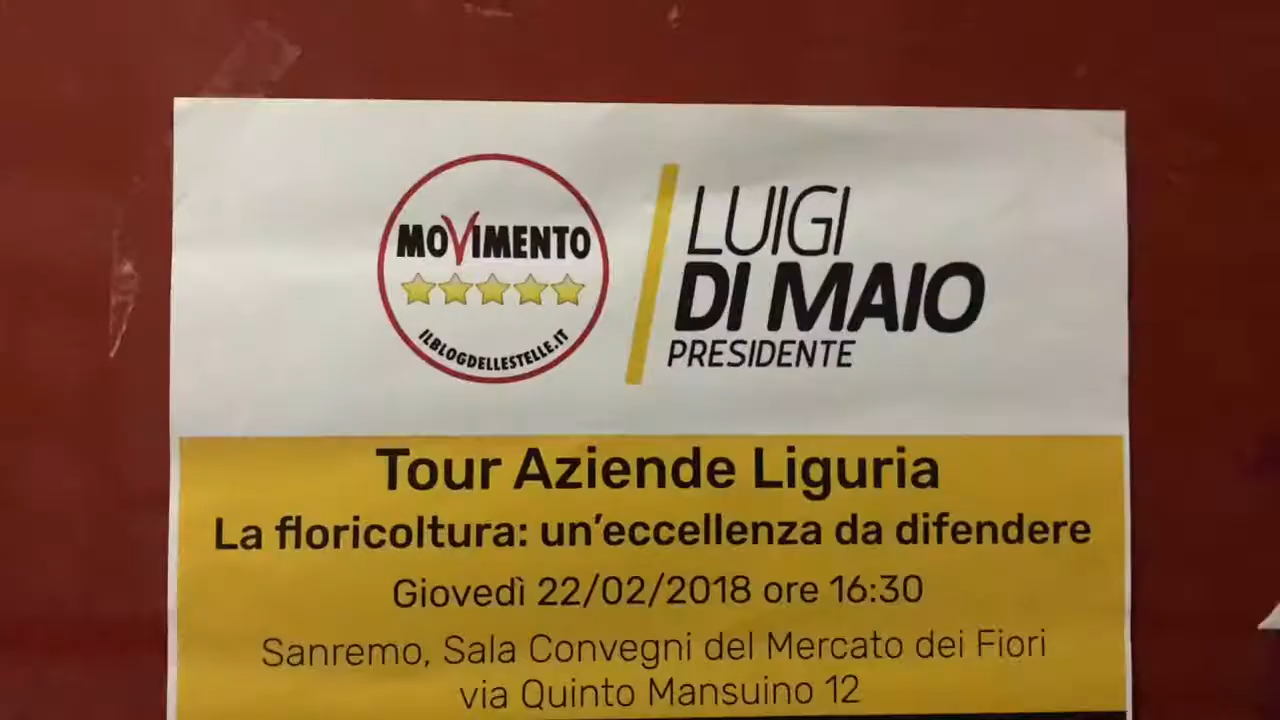 MOVIMENTO
ILBLOGDELLESTELLE.IT
LUIGI
DI MAIO
PRESIDENTE
Tour Aziende Liguria
La floricoltura: un'eccellenza da difendere
Giovedì 22/02/2018 ore 16:30
Sanremo, Sala Convegni del Mercato dei Fiori
via Quinto Mansuino 12